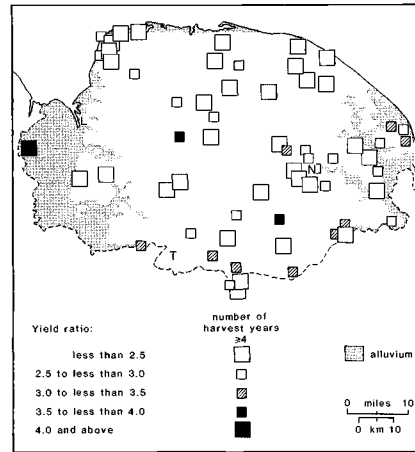 L
N
T
Yield ratio:
number of
harvest years
≥4
less than 2.5
alluvium
2.5 to less than 3.0
3.0 to less than 3.5
3.5 to less than 4.0
0 miles 10
4.0 and above
0 km 10